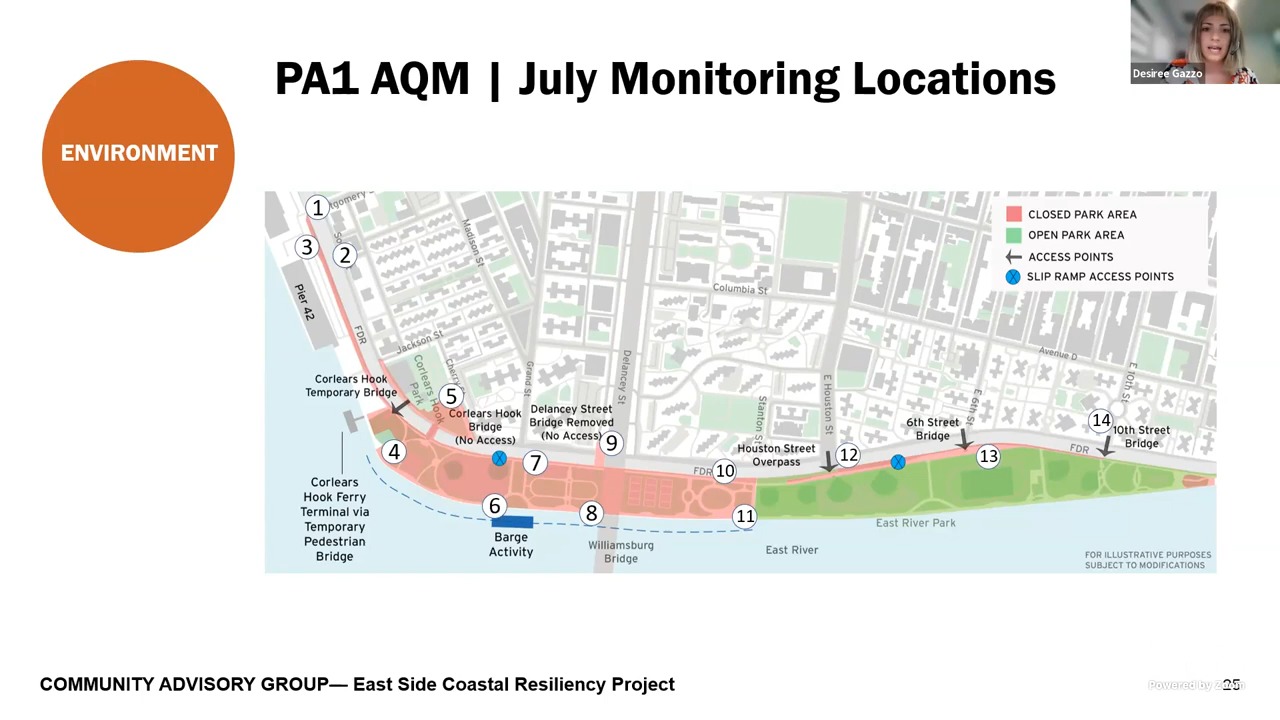 PA1 AQM | July Monitoring Locations
Desiree Gazzo
ENVIRONMENT
1
3
2
Pier 42
FDR
Madison St
Jackson St
Corlears Hook
Park
Grand St
Delancey St
Columbia St
Stanton St
E Houston St
Avenue D
E 6th St
E 10th St
CLOSED PARK AREA
OPEN PARK AREA
ACCESS POINTS
SLIP RAMP ACCESS POINTS
Corlears Hook
Temporary Bridge
5
Corlears Hook
Bridge
(No Access)
Delancey Street
Bridge Removed
(No Access)
9
4
X
7
FDR
10
Houston Street
Overpass
12
X
6th Street
Bridge
13
FDR
14
10th Street
Bridge
Corlears
Hook Ferry
Terminal via
Temporary
Pedestrian
Bridge
6
Barge
Activity
8
Williamsburg
Bridge
11
East River
East River Park
FOR ILLUSTRATIVE PURPOSES
SUBJECT TO MODIFICATIONS
COMMUNITY ADVISORY GROUP— East Side Coastal Resiliency Project
Powered by Zoom
25